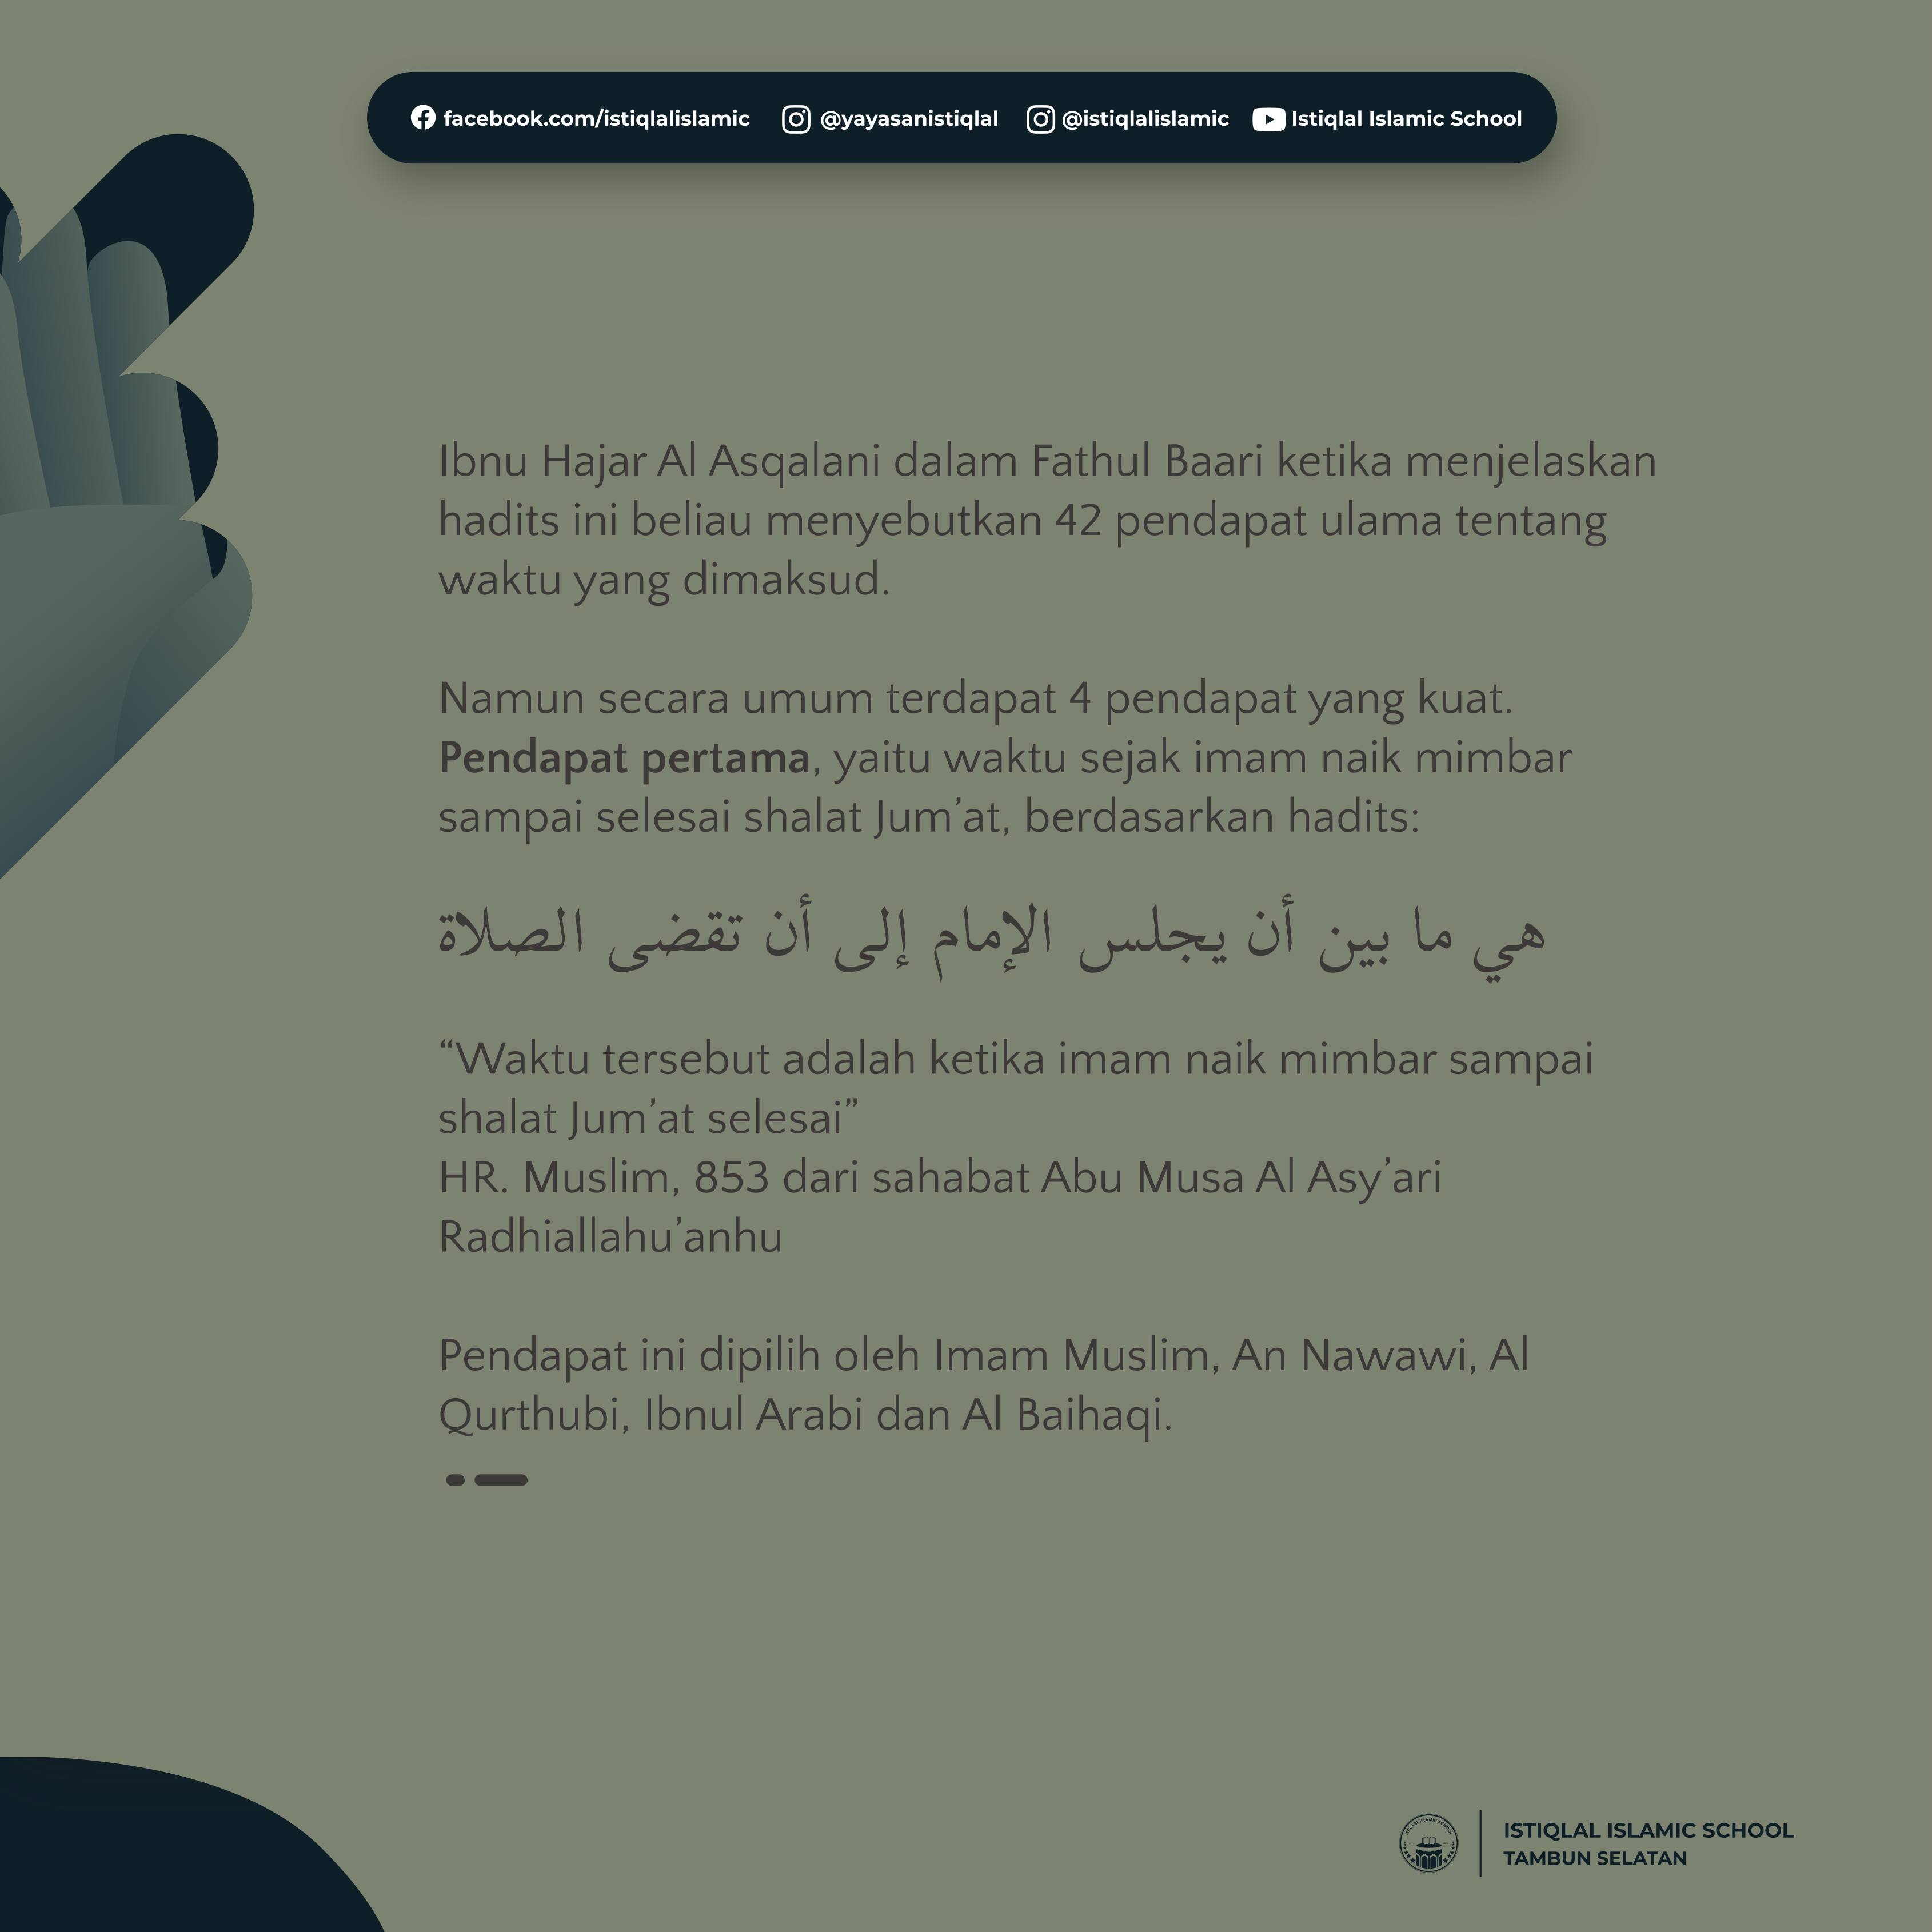 facebook.com/istiqlalislamic @yayasanistiqlal @istiqlalislamic Istiqlal Islamic School
Ibnu Hajar Al Asqalani dalam Fathul Baari ketika menjelaskan
hadits ini beliau menyebutkan 42 pendapat ulama tentang
waktu yang dimaksud.
Namun secara umum terdapat 4 pendapat yang kuat.
Pendapat pertama, yaitu waktu sejak imam naik mimbar
sampai selesai shalat Jum’at, berdasarkan hadits:
هي ما بين أن يجلس الإمام إلى أن تقضى الصلاة
“Waktu tersebut adalah ketika imam naik mimbar sampai
shalat Jum’at selesai”
HR. Muslim, 853 dari sahabat Abu Musa Al Asy’ari
Radhiallahu’anhu
Pendapat ini dipilih oleh Imam Muslim, An Nawawi, Al
Qurthubi, Ibnul Arabi dan Al Baihaqi.
ISTIQLAL ISLAMIC SCHOOL
ISTIQLAL ISLAMIC SCHOOL
TAMBUN SELATAN